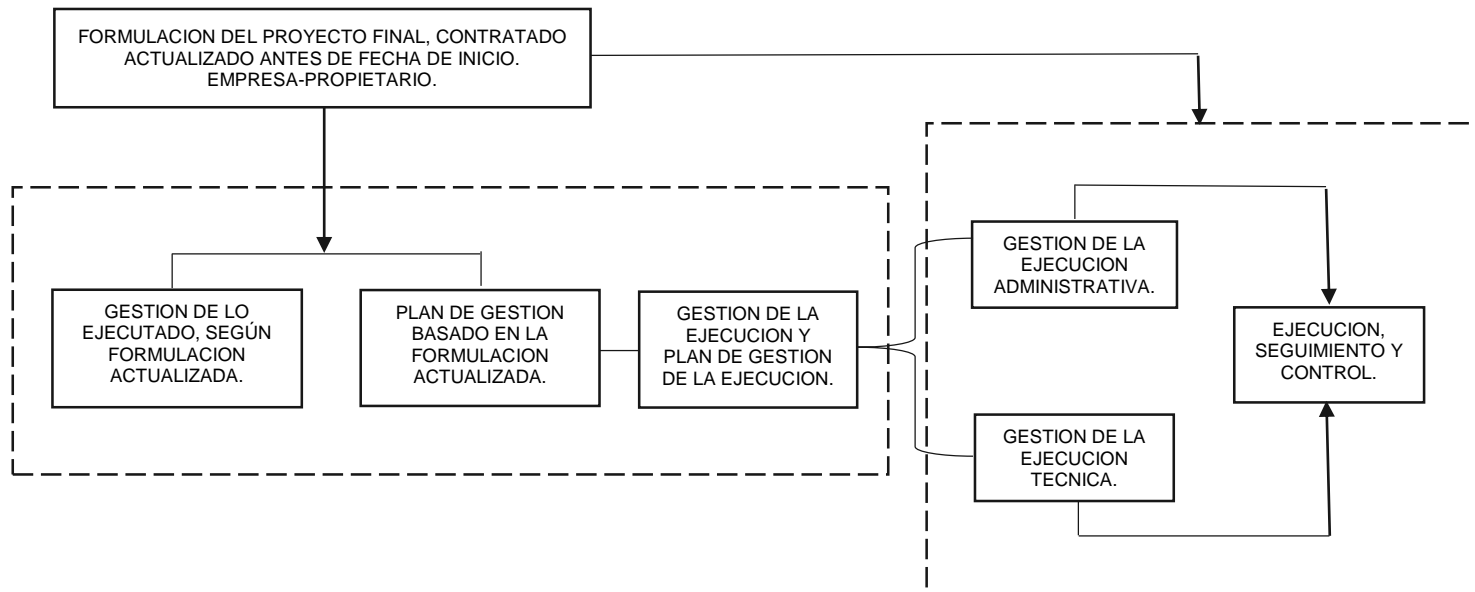 FORMULACION DEL PROYECTO FINAL, CONTRATADO
ACTUALIZADO ANTES DE FECHA DE INICIO.
EMPRESA-PROPIETARIO.
GESTION DE LO
EJECUTADO, SEGÚN
FORMULACION
ACTUALIZADA.
PLAN DE GESTION
BASADO EN LA
FORMULACION
ACTUALIZADA.
GESTION DE LA
EJECUCION Y
PLAN DE GESTION
DE LA EJECUCION.
GESTION DE LA
EJECUCION
ADMINISTRATIVA.
GESTION DE LA
EJECUCION
TECNICA.
EJECUCION,
SEGUIMIENTO Y
CONTROL.